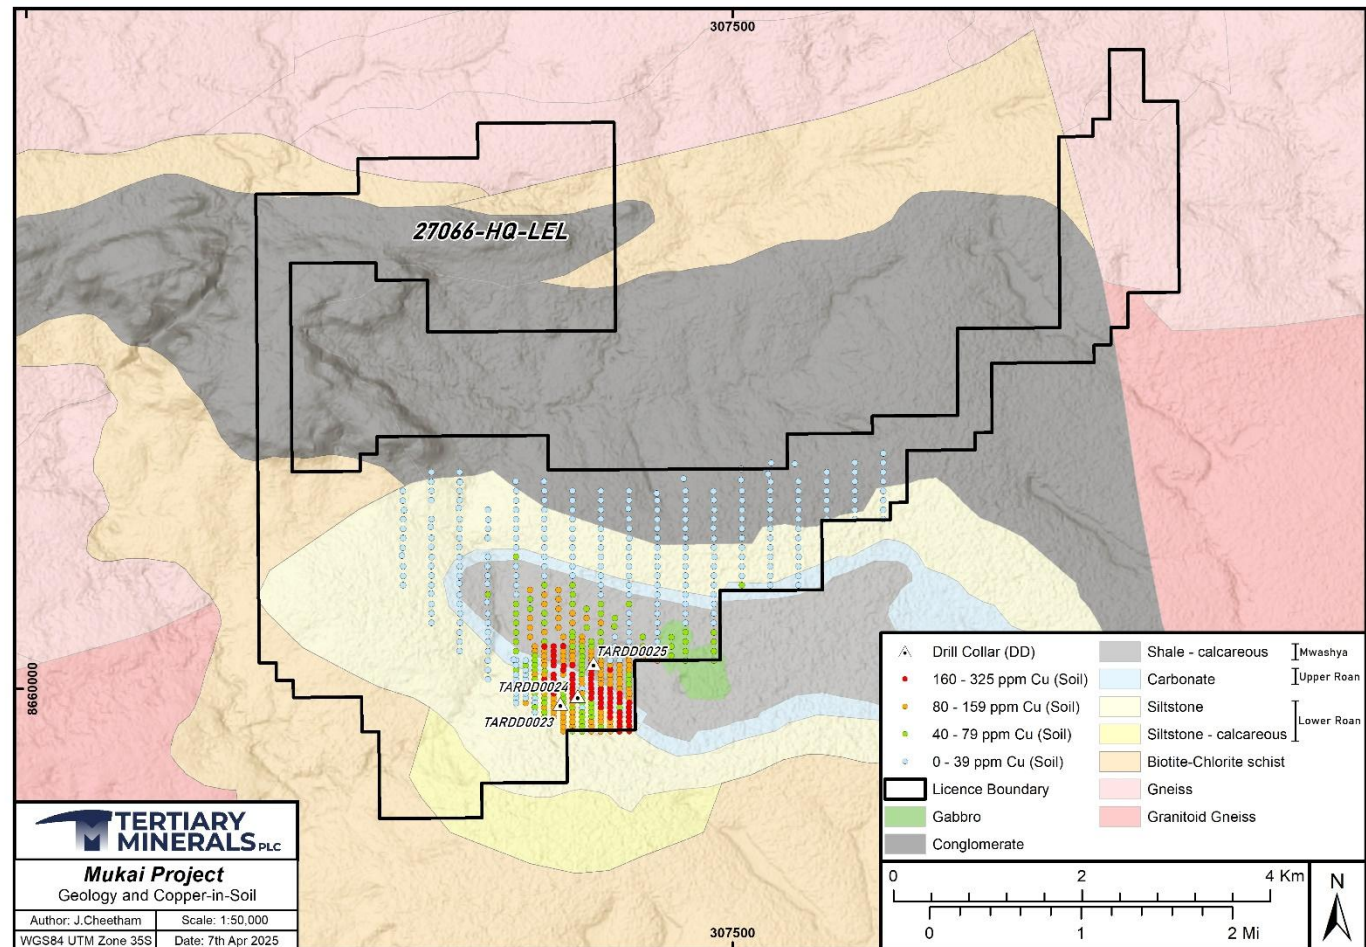 307500
27066-HQ-LEL
TARDD0025
TARDD0024
TARDD0023
8660000
Drill Collar (DD)
160 - 325 ppm Cu (Soil)
80 - 159 ppm Cu (Soil)
40 - 79 ppm Cu (Soil)
0 - 39 ppm Cu (Soil)
Licence Boundary
Gabbro
Conglomerate
Shale - calcareous
Mwashya
Carbonate
Upper Roan
Siltstone
Siltstone - calcareous
Lower Roan
Biotite-Chlorite schist
Gneiss
Granitoid Gneiss
TERTIARY
MINERALS PLC
Mukai Project
Geology and Copper-in-Soil
Author: J.Cheetham
Scale: 1:50,000
WGS84 UTM Zone 35S
Date: 7th Apr 2025
307500
0 2 4 Km
0 1 2 Mi
N